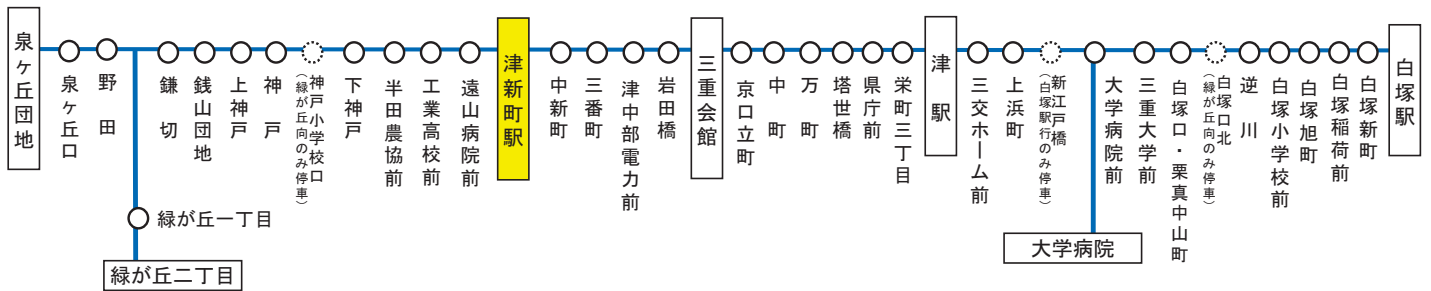 泉ヶ丘団地
泉ヶ丘口
野田
鎌切
銭山団地
上神戸
神戸
神戸小学校口
(緑が丘向のみ停車)
下神戸
半田農協前
工業高校前
遠山病院前
津新町駅
中新町
三番町
津中部電力前
岩田橋
三重会館
京口立町
中町
万町
塔世橋
県庁前
栄町三丁目
津駅
三交ホーム前
上浜町
新江戸橋
(白塚駅行のみ停車)
大学病院前
三重大学前
白塚口・栗真中山町
白塚口北
(緑が丘向のみ停車)
逆川
白塚小学校前
白塚旭町
白塚稲荷前
白塚新町
白塚駅
緑が丘一丁目
緑が丘二丁目
大学病院